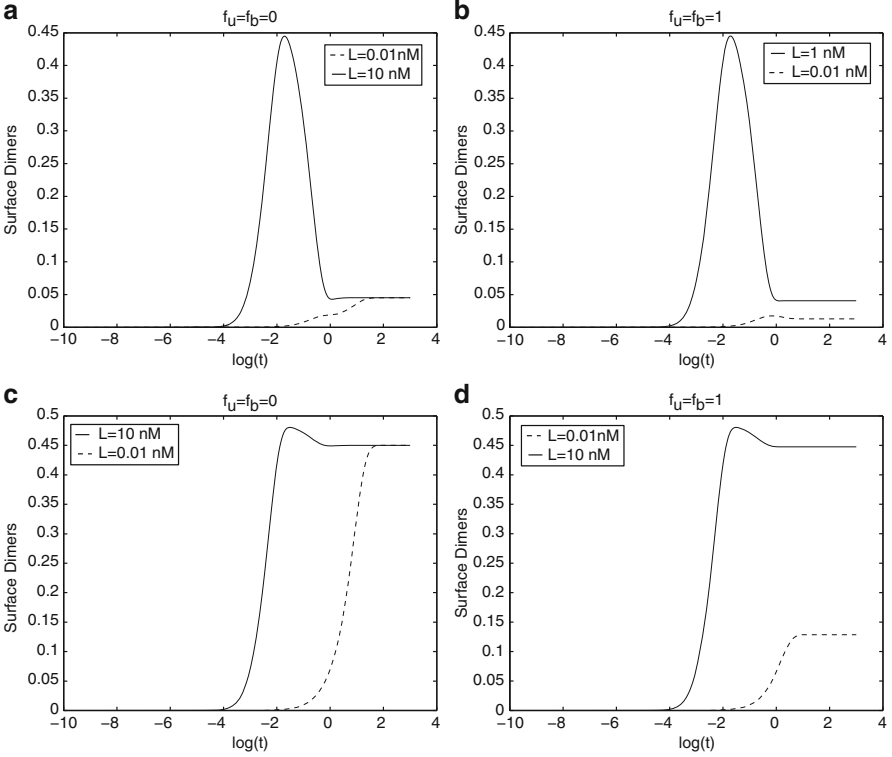 a
f_u=f_b=0
0.45
0.4
0.35
0.3
0.25
0.2
0.15
0.1
0.05
0
Surface Dimers
L=0.01nM
L=10 nM
−10 −8 −6 −4 −2 0 2 4
log(t)
b
f_u=f_b=1
0.45
0.4
0.35
0.3
0.25
0.2
0.15
0.1
0.05
0
Surface Dimers
L=1 nM
L=0.01 nM
−10 −8 −6 −4 −2 0 2 4
log(t)
c
f_u=f_b=0
0.5
0.45
0.4
0.35
0.3
0.25
0.2
0.15
0.1
0.05
0
Surface Dimers
L=10 nM
L=0.01 nM
−10 −8 −6 −4 −2 0 2 4
log(t)
d
f_u=f_b=1
0.5
0.45
0.4
0.35
0.3
0.25
0.2
0.15
0.1
0.05
0
Surface Dimers
L=0.01nM
L=10 nM
−10 −8 −6 −4 −2 0 2 4
log(t)